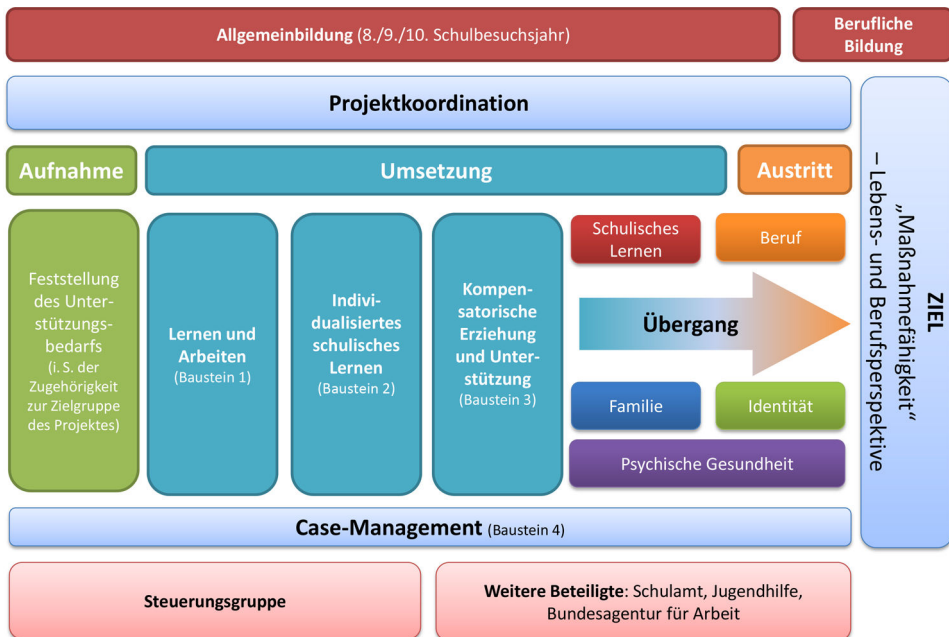 Allgemeinbildung (8./9./10. Schulbesuchsjahr)
Berufliche
Bildung
Projektkoordination
Aufnahme
Umsetzung
Austritt
Feststellung
des Unter-
stützungs-
bedarfs
(i. S. der
Zugehörigkeit
zur Zielgruppe
des Projektes)
Lernen und
Arbeiten
(Baustein 1)
Indivi-
dualisiertes
schulisches
Lernen
(Baustein 2)
Kompen-
satorische
Erziehung
und Unter-
stützung
(Baustein 3)
Schulisches
Lernen
Beruf
Übergang
Familie
Identität
Psychische Gesundheit
ZIEL
„Maßnahmefähigkeit"
– Lebens- und Berufsperspektive
Case-Management (Baustein 4)
Steuerungsgruppe
Weitere Beteiligte: Schulamt, Jugendhilfe,
Bundesagentur für Arbeit